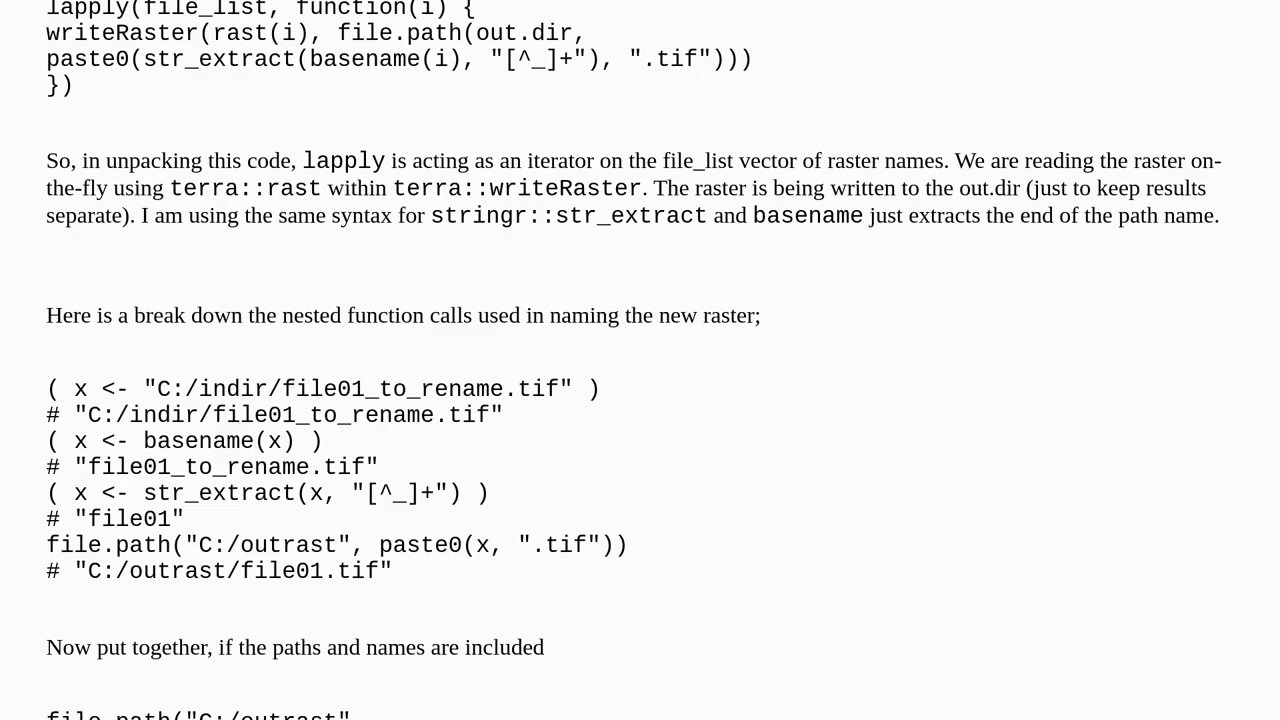 lapply(file_list, function(i) {
writeRaster(rast(i), file.path(out.dir,
paste0(str_extract(basename(i), "[^_]+"), ".tif")))
})
So, in unpacking this code, lapply is acting as an iterator on the file_list vector of raster names. We are reading the raster on-
the-fly using terra::rast within terra::writeRaster. The raster is being written to the out.dir (just to keep results
separate). I am using the same syntax for stringr::str_extract and basename just extracts the end of the path name.
Here is a break down the nested function calls used in naming the new raster;
( x <- "C:/indir/file01_to_rename.tif" )
# "C:/indir/file01_to_rename.tif"
( x <- basename(x) )
# "file01_to_rename.tif"
( x <- str_extract(x, "[^_]+") )
# "file01"
file.path("C:/outrast", paste0(x, ".tif"))
# "C:/outrast/file01.tif"
Now put together, if the paths and names are included
file.path("C:/outrast",